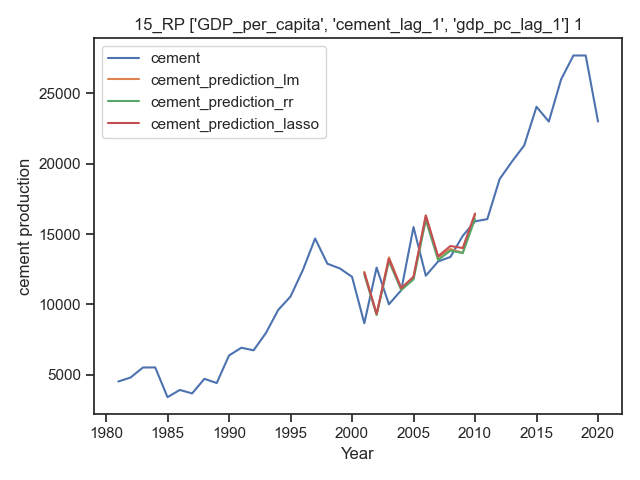 15_RP ['GDP_per_capita', 'cement_lag_1', 'gdp_pc_lag_1'] 1
cement
cement_prediction_lm
cement_prediction_rr
cement_prediction_lasso
25000
20000
15000
10000
5000
cement production
1980 1985 1990 1995 2000 2005 2010 2015 2020
Year